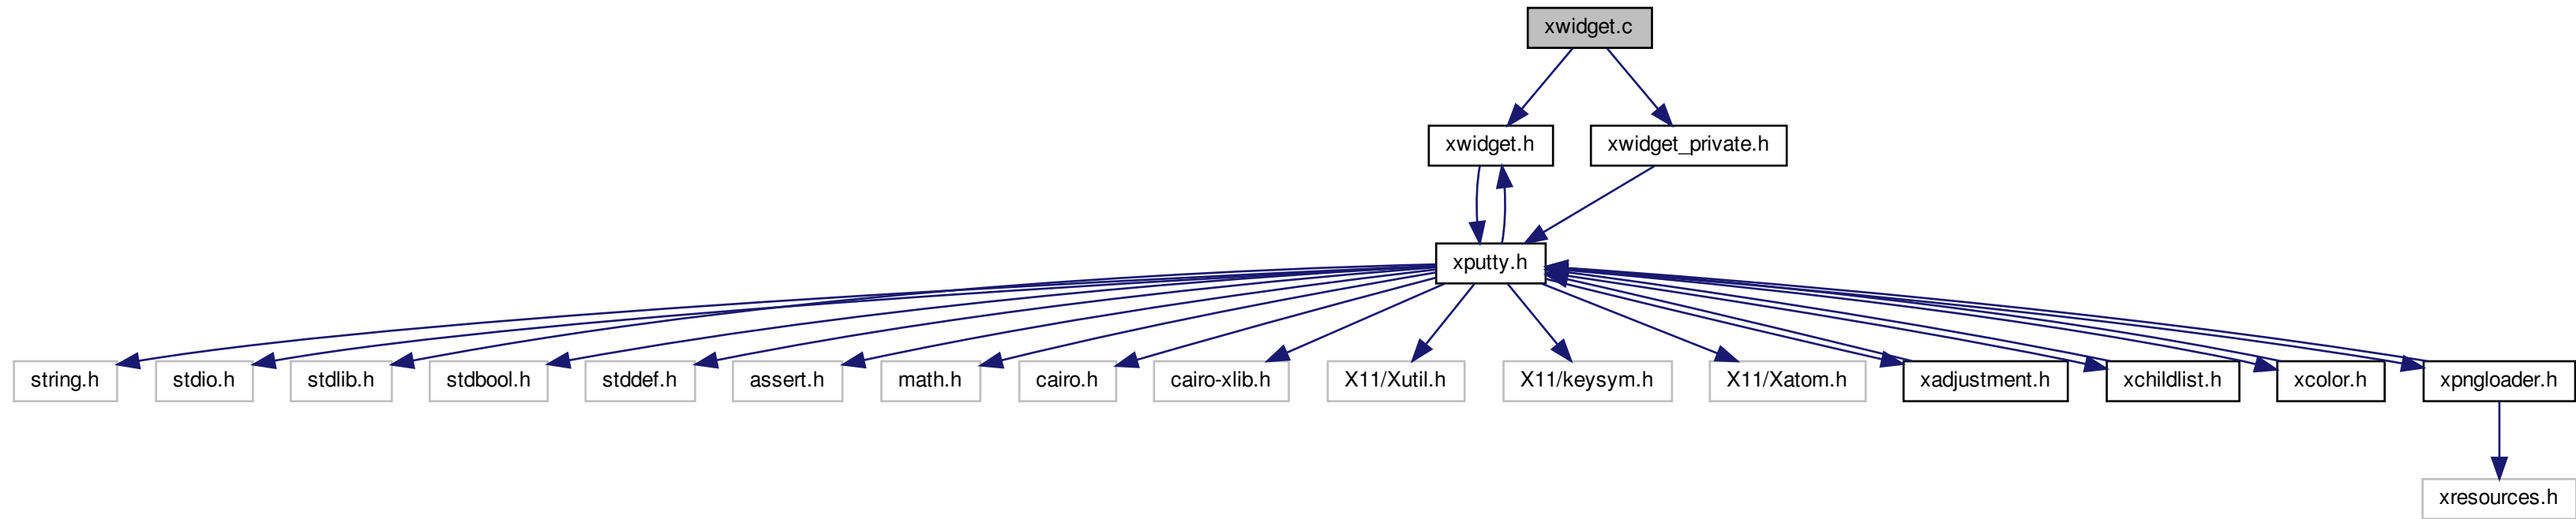 xwidget.c
xwidget.h
xwidget_private.h
xputty.h
string.h
stdio.h
stdlib.h
stdbool.h
stddef.h
assert.h
math.h
cairo.h
cairo-xlib.h
X11/Xutil.h
X11/keysym.h
X11/Xatom.h
xadjustment.h
xchildlist.h
xcolor.h
xpngloader.h
xresources.h